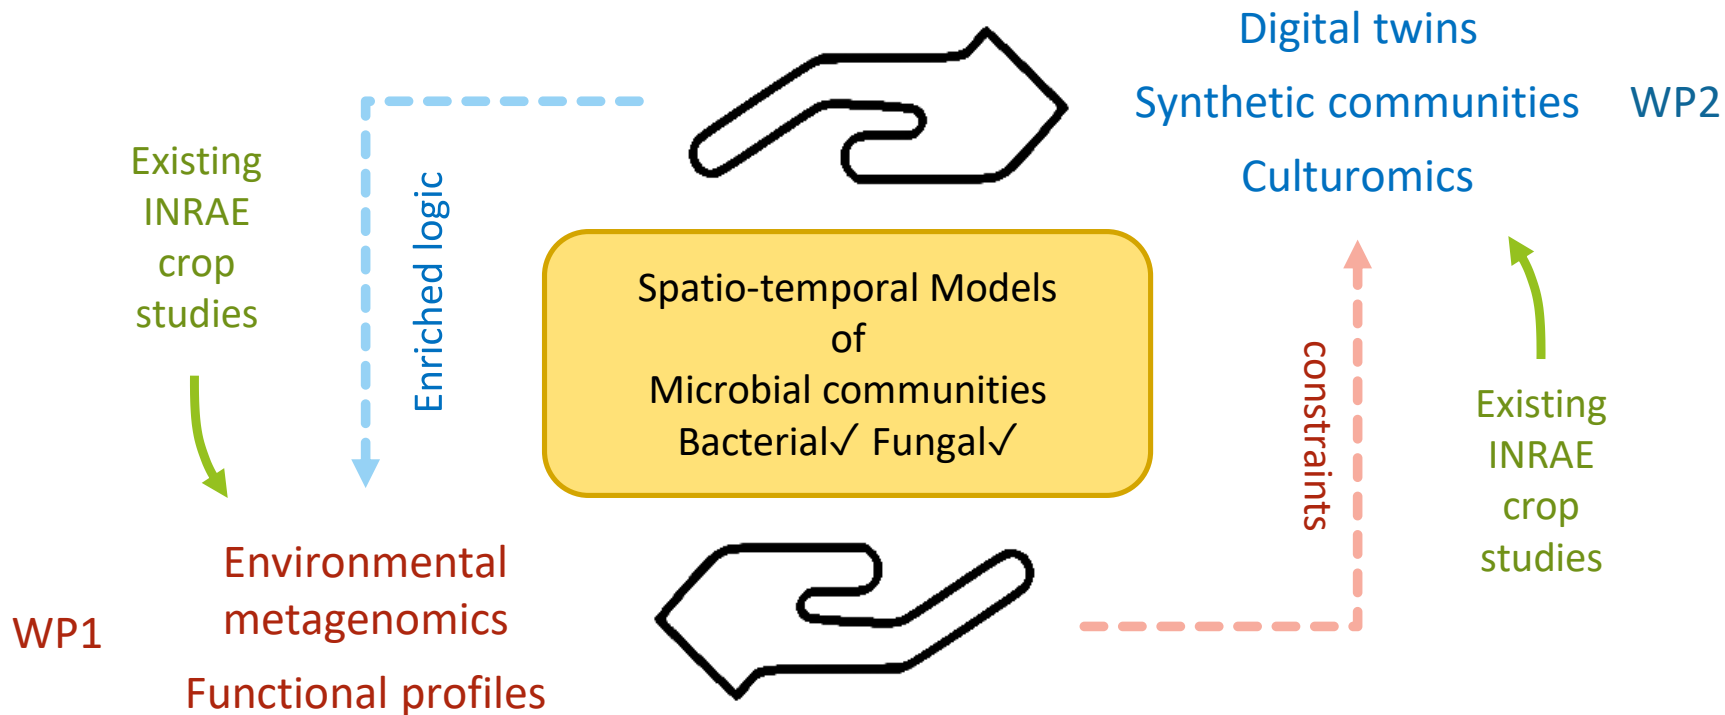 Digital twins
Synthetic communities
WP2
Culturomics
Existing
INRAE
crop
studies
Enriched logic
Spatio-temporal Models
of
Microbial communities
Bacterial✓ Fungal✓
constraints
Existing
INRAE
crop
studies
Environmental
metagenomics
WP1
Functional profiles